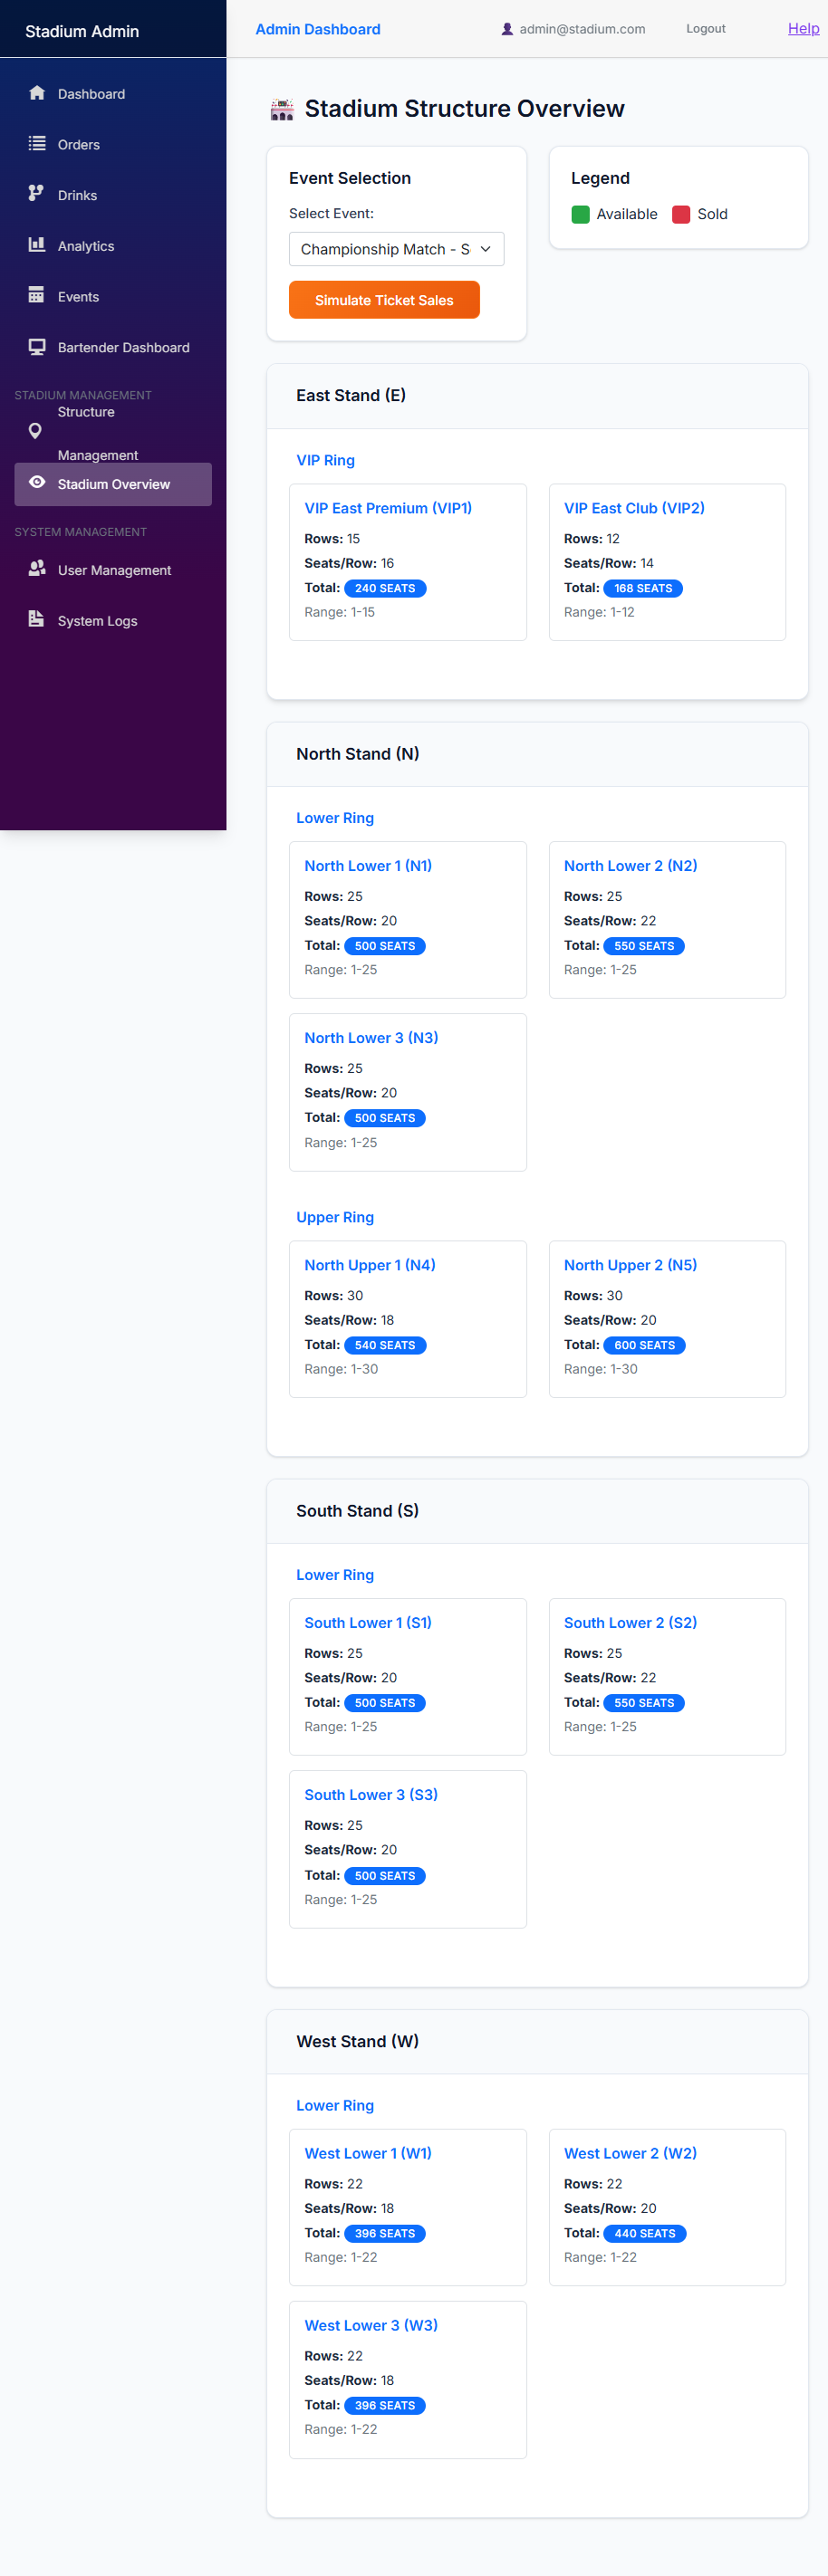 Stadium Admin
Admin Dashboard
admin@stadium.com
Logout
Help
Dashboard
Orders
Drinks
Analytics
Events
Bartender Dashboard
STADIUM MANAGEMENT
Structure
Management
Stadium Overview
SYSTEM MANAGEMENT
User Management
System Logs
Stadium Structure Overview
Event Selection
Select Event:
Championship Match - S
Simulate Ticket Sales
Legend
Available
Sold
East Stand (E)
VIP Ring
VIP East Premium (VIP1)
Rows: 15
Seats/Row: 16
Total: 240 SEATS
Range: 1-15
VIP East Club (VIP2)
Rows: 12
Seats/Row: 14
Total: 168 SEATS
Range: 1-12
North Stand (N)
Lower Ring
North Lower 1 (N1)
Rows: 25
Seats/Row: 20
Total: 500 SEATS
Range: 1-25
North Lower 2 (N2)
Rows: 25
Seats/Row: 22
Total: 550 SEATS
Range: 1-25
North Lower 3 (N3)
Rows: 25
Seats/Row: 20
Total: 500 SEATS
Range: 1-25
Upper Ring
North Upper 1 (N4)
Rows: 30
Seats/Row: 18
Total: 540 SEATS
Range: 1-30
North Upper 2 (N5)
Rows: 30
Seats/Row: 20
Total: 600 SEATS
Range: 1-30
South Stand (S)
Lower Ring
South Lower 1 (S1)
Rows: 25
Seats/Row: 20
Total: 500 SEATS
Range: 1-25
South Lower 2 (S2)
Rows: 25
Seats/Row: 22
Total: 550 SEATS
Range: 1-25
South Lower 3 (S3)
Rows: 25
Seats/Row: 20
Total: 500 SEATS
Range: 1-25
West Stand (W)
Lower Ring
West Lower 1 (W1)
Rows: 22
Seats/Row: 18
Total: 396 SEATS
Range: 1-22
West Lower 2 (W2)
Rows: 22
Seats/Row: 20
Total: 440 SEATS
Range: 1-22
West Lower 3 (W3)
Rows: 22
Seats/Row: 18
Total: 396 SEATS
Range: 1-22